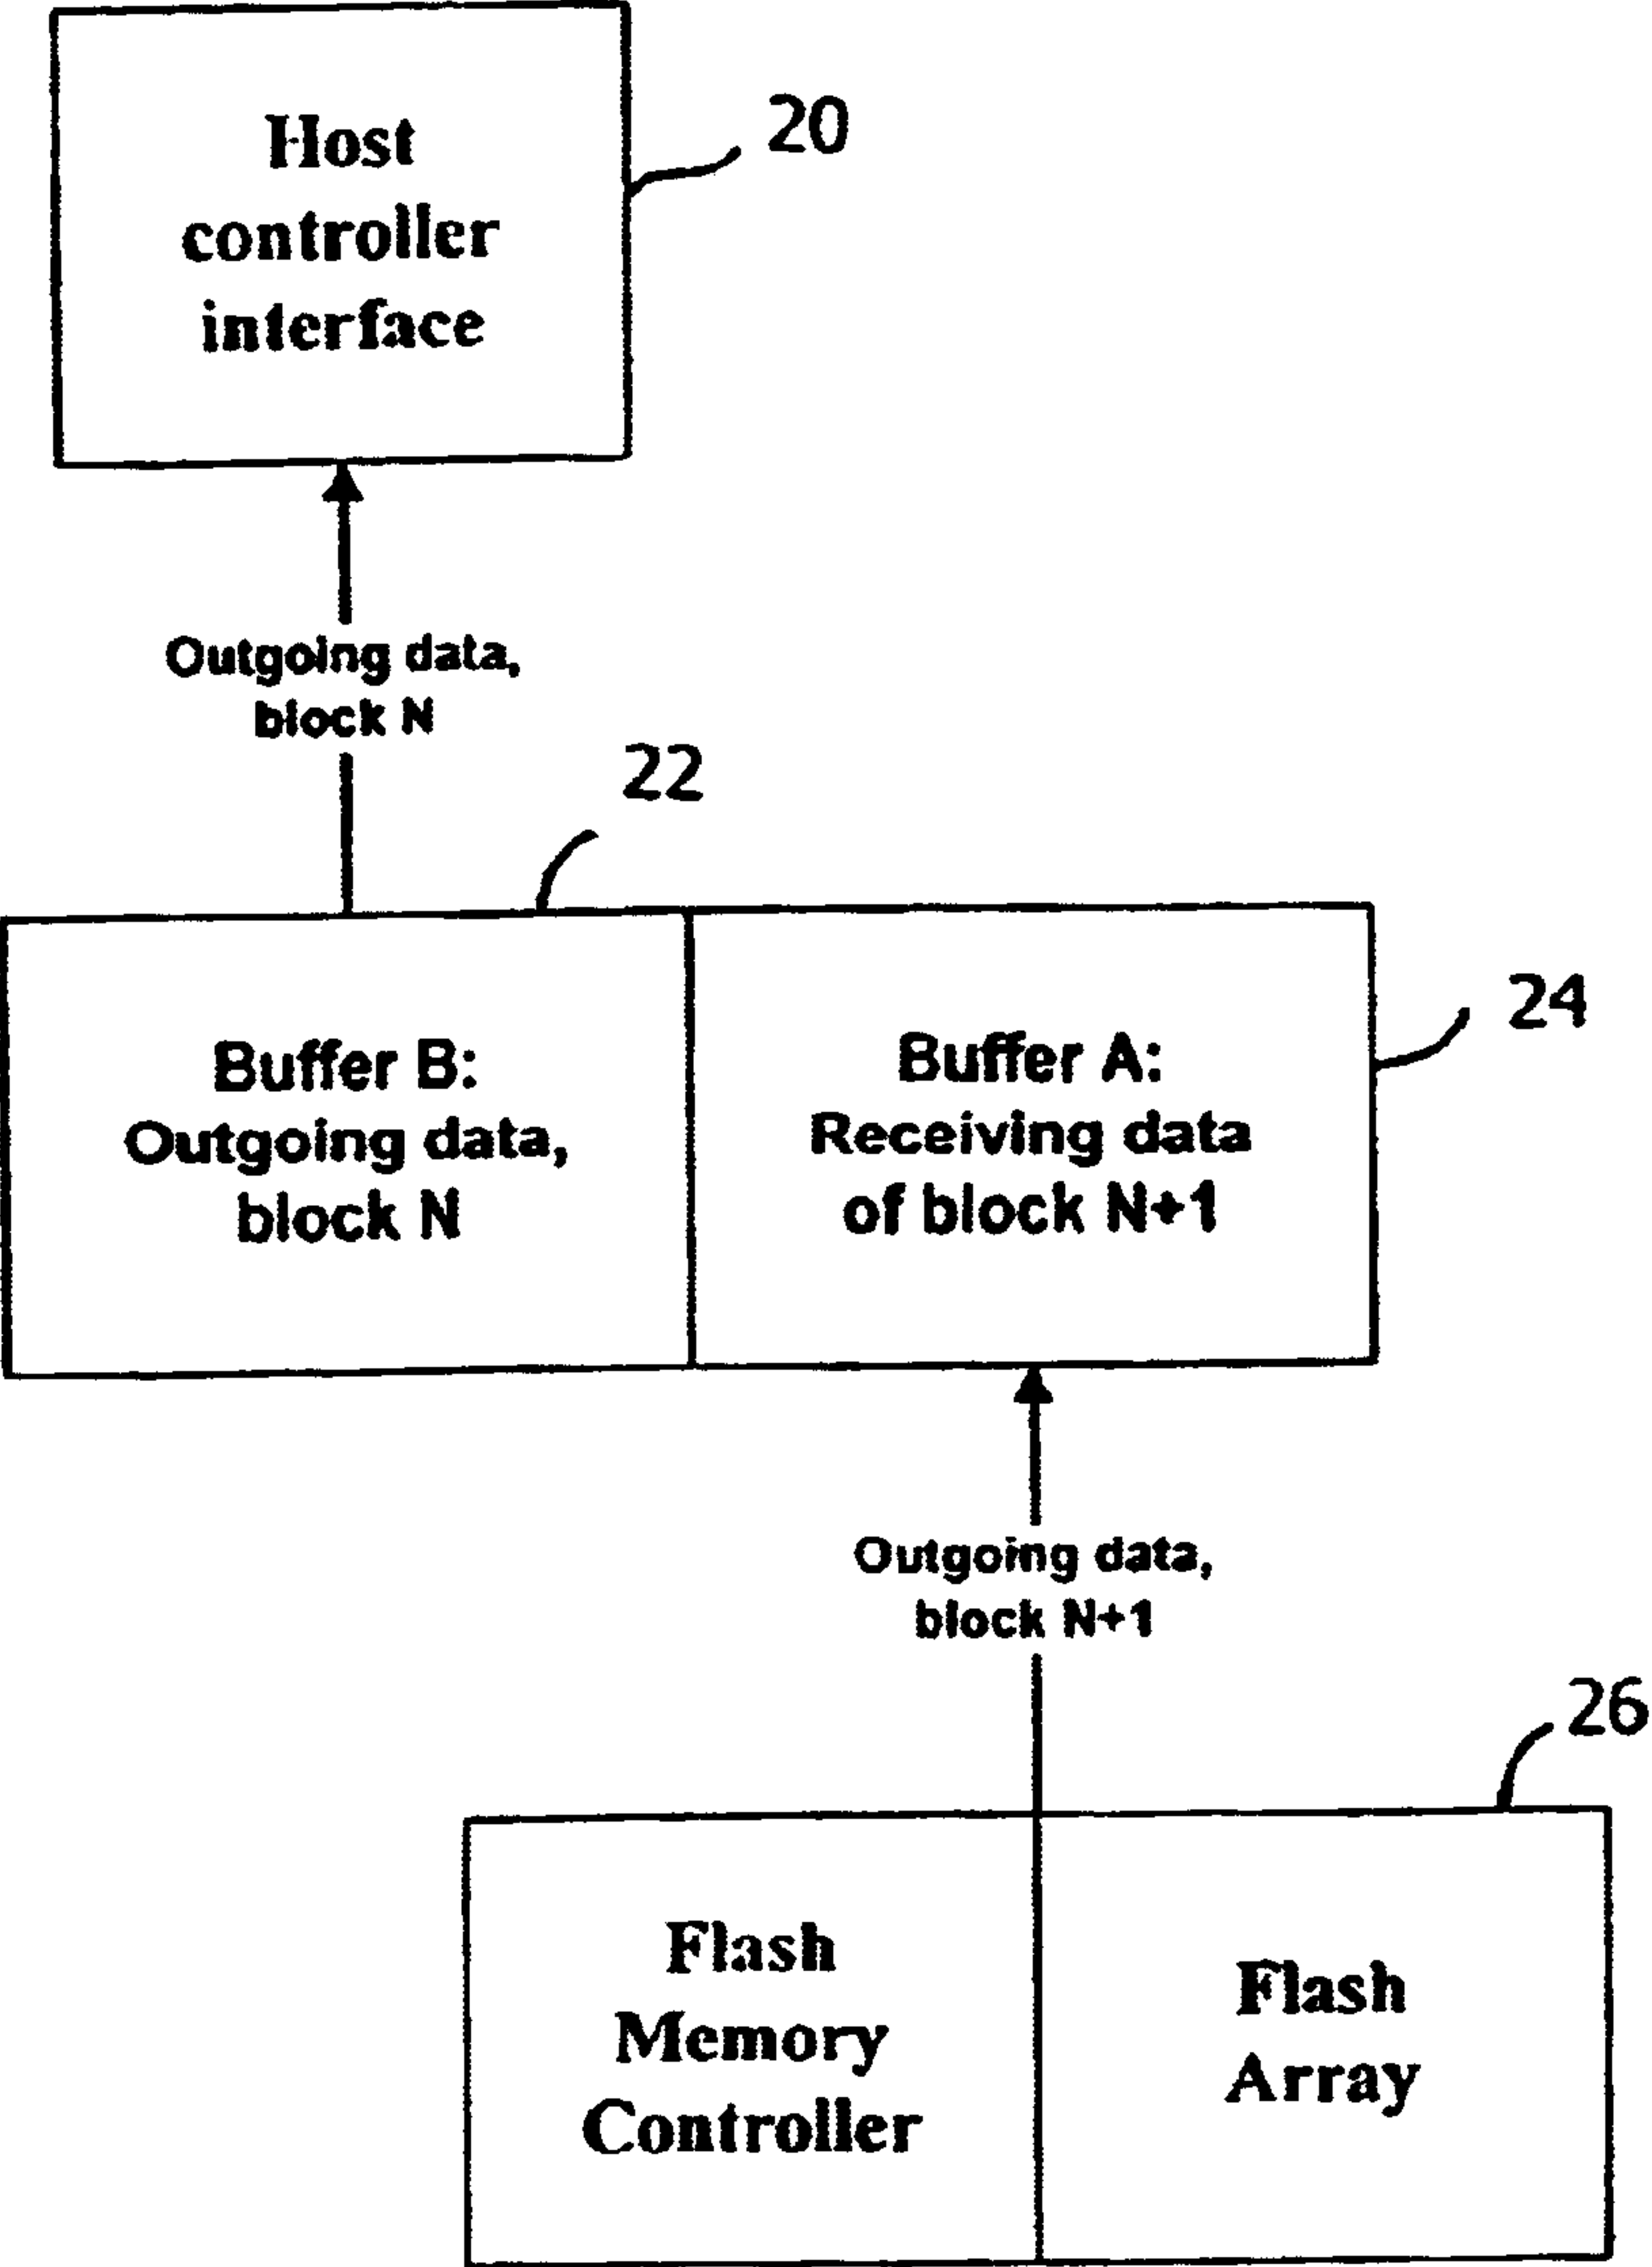 Host
controller
interface
20
Outgoing data,
block N
22
Buffer B:
Outgoing data,
block N
Buffer A:
Receiving data
of block N+1
24
Outgoing data,
block N+1
26
Flash
Memory
Controller
Flash
Array